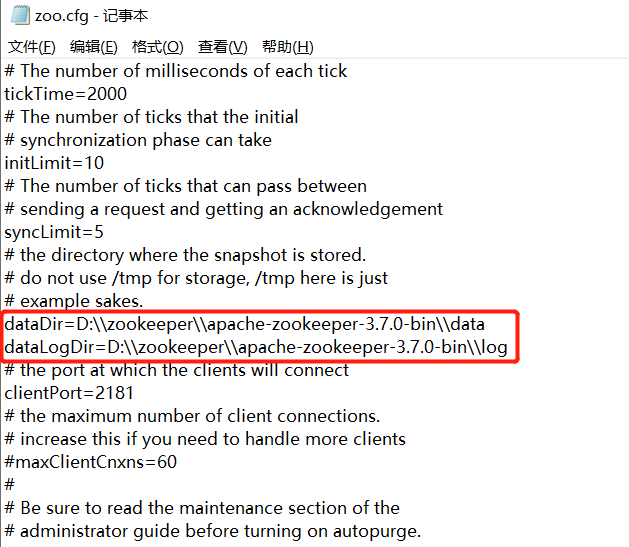 zoo.cfg - 记事本
文件(F) 编辑(E) 格式(O) 查看(V) 帮助(H)
# The number of milliseconds of each tick
tickTime=2000
# The number of ticks that the initial
# synchronization phase can take
initLimit=10
# The number of ticks that can pass between
# sending a request and getting an acknowledgement
syncLimit=5
# the directory where the snapshot is stored.
# do not use /tmp for storage, /tmp here is just
# example sakes.
dataDir=D:\\zookeeper\\apache-zookeeper-3.7.0-bin\\data
dataLogDir=D:\\zookeeper\\apache-zookeeper-3.7.0-bin\\log
# the port at which the clients will connect
clientPort=2181
# the maximum number of client connections.
# increase this if you need to handle more clients
#maxClientCnxns=60
#
# Be sure to read the maintenance section of the
# administrator guide before turning on autopurge.